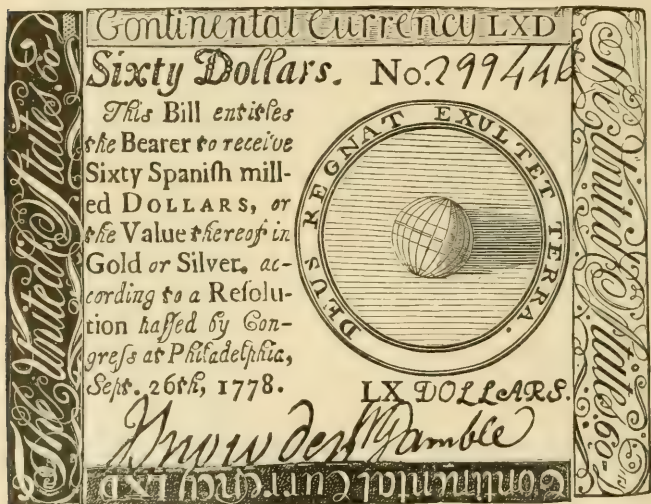 Continental Currency LXD
Sixty Dollars. No. 299446
This Bill entitles
the Bearer to receive
Sixty Spaniſh mill-
ed DOLLARS, or
the Value thereof in
Gold or Silver, ac-
cording to a Reſolu-
tion paſſed by Con-
greſs at Philadelphia,
Sept. 26th, 1778.
DEUS REGNAT EXULTET TERRA.
LX DOLLARS.
Snowden Gamble
The United States. 60
The United States. 60
Continental Currency LXD